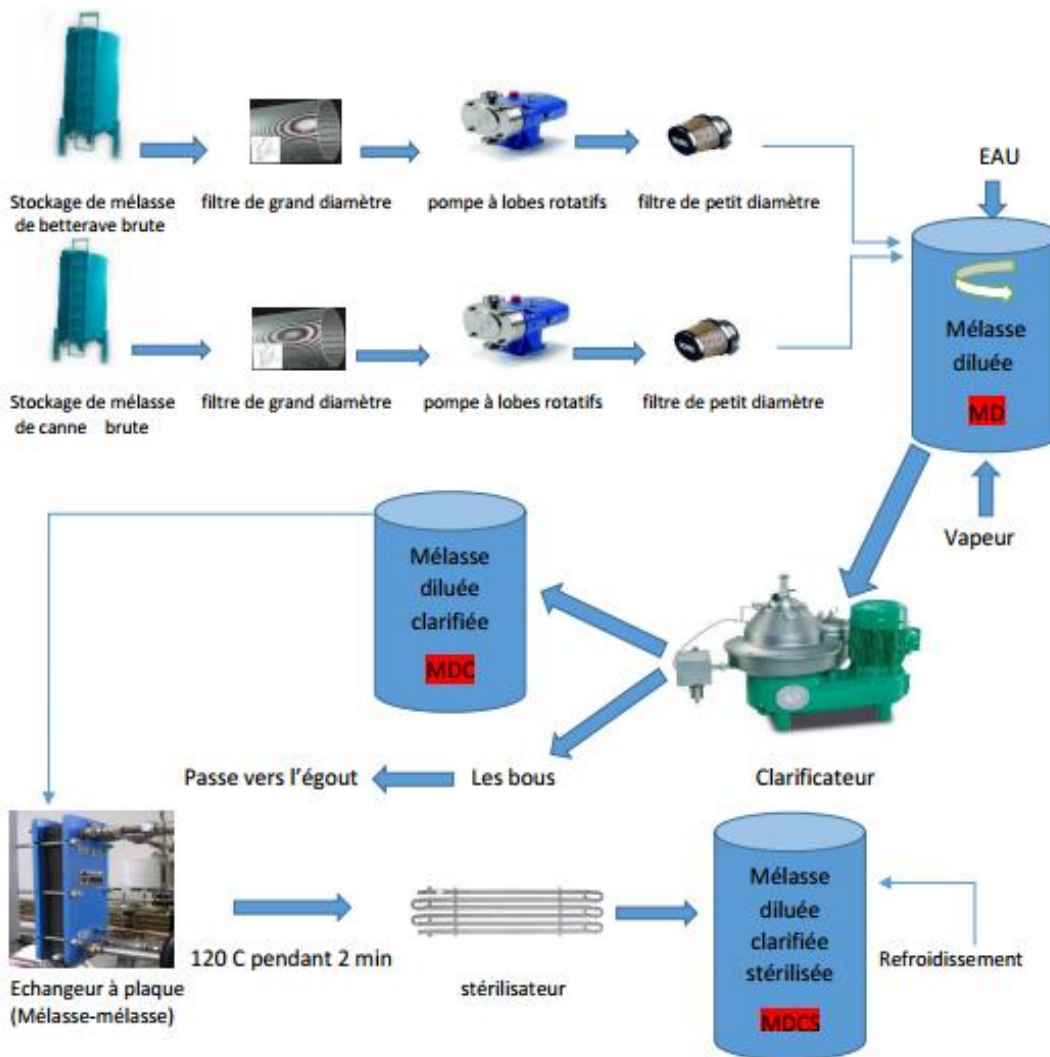 EAU
Stockage de mélasse
de betterave brute
filtre de grand diamètre
pompe à lobes rotatifs
filtre de petit diamètre
Mélasse
diluée
MD
Stockage de mélasse
de canne brute
filtre de grand diamètre
pompe à lobes rotatifs
filtre de petit diamètre
Vapeur
Mélasse
diluée
clarifiée
MDC
Passe vers l'égout
Les bous
Clarificateur
Mélasse
diluée
clarifiée
stérilisée
MDCS
120 C pendant 2 min
Refroidissement
Echangeur à plaque
(Mélasse-mélasse)
stérilisateur